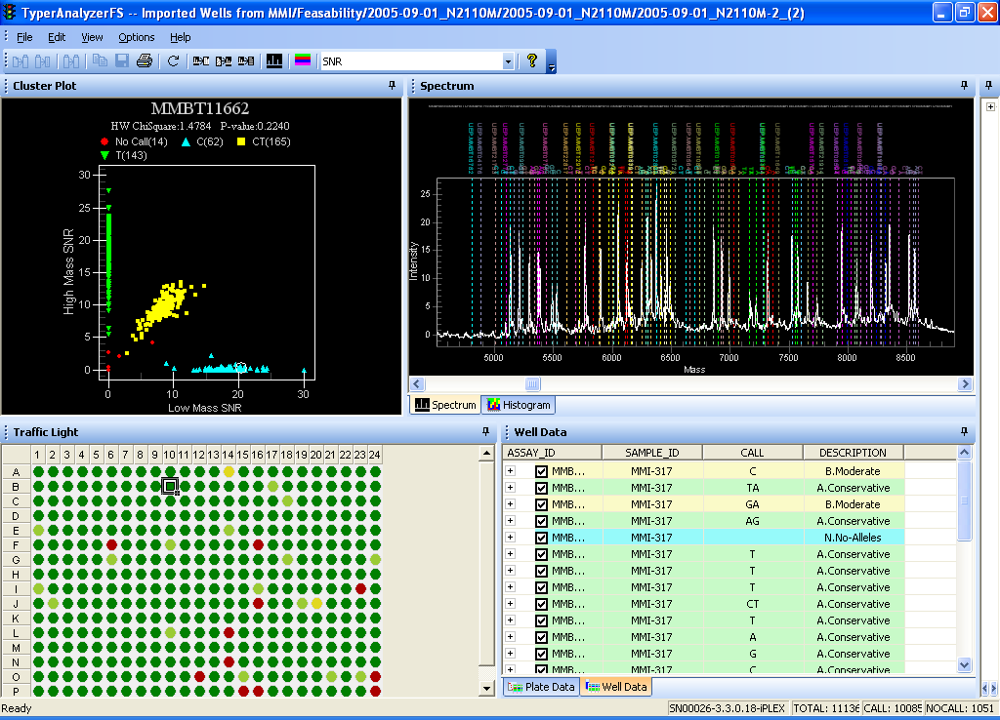 TyperAnalyzerFS -- Imported Wells from MMI/Feasability/2005-09-01_N2110M/2005-09-01_N2110M/2005-09-01_N2110M-2_(2)
File Edit View Options Help
SNR
Cluster Plot
MMBT11662
HW ChiSquare:1.4784 P-value:0.2240
No Call(14) C(62) CT(165)
T(143)
High Mass SNR
30
25
20
15
10
5
0
0 10 20 30
Low Mass SNR
Spectrum
Intensity
25
20
15
10
5
0
5000 5500 6000 6500 7000 7500 8000 8500
Mass
Spectrum Histogram
Traffic Light
1 2 3 4 5 6 7 8 9 10 11 12 13 14 15 16 17 18 19 20 21 22 23 24
A
B
C
D
E
F
G
H
I
J
K
L
M
N
O
P
Well Data
ASSAY_ID SAMPLE_ID CALL DESCRIPTION
MMB... MMI-317 C B.Moderate
MMB... MMI-317 TA A.Conservative
MMB... MMI-317 GA B.Moderate
MMB... MMI-317 AG A.Conservative
MMB... MMI-317 N.No-Alleles
MMB... MMI-317 T A.Conservative
MMB... MMI-317 T A.Conservative
MMB... MMI-317 T A.Conservative
MMB... MMI-317 CT A.Conservative
MMB... MMI-317 T A.Conservative
MMB... MMI-317 A A.Conservative
MMB... MMI-317 G A.Conservative
MMB... MMI-317 C A.Conservative
Plate Data Well Data
Ready
SN00026-3.3.0.18-iPLEX TOTAL: 11136 CALL: 10085 NOCALL: 1051